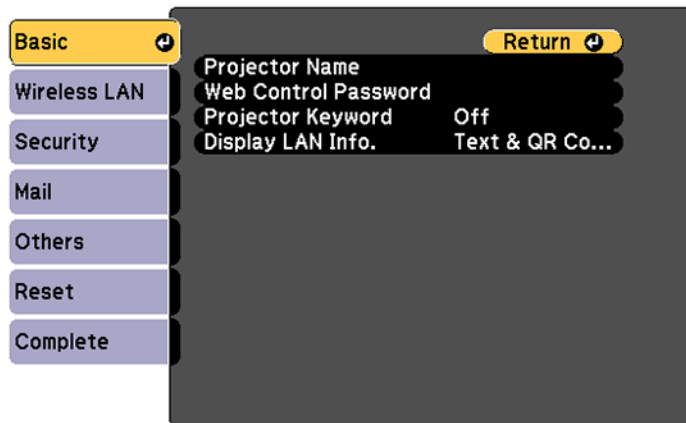 Basic
Wireless LAN
Security
Mail
Others
Reset
Complete
Return
Projector Name
Web Control Password
Projector Keyword Off
Display LAN Info. Text & QR Co...